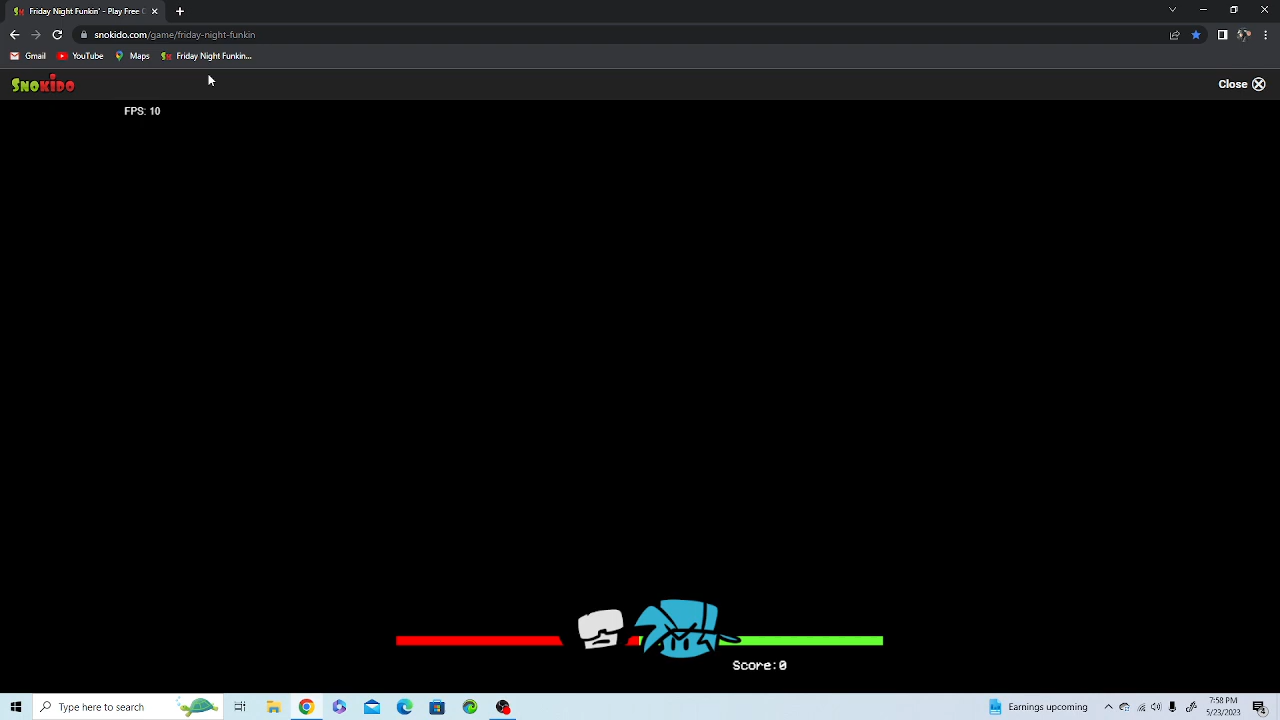 Friday Night Funkin' - Play Free O
snokido.com/game/friday-night-funkin
Gmail YouTube Maps Friday Night Funkin...
SNOKIDO Close
FPS: 10
Score:0
Type here to search Earnings upcoming 7:58 PM
5/23/2023